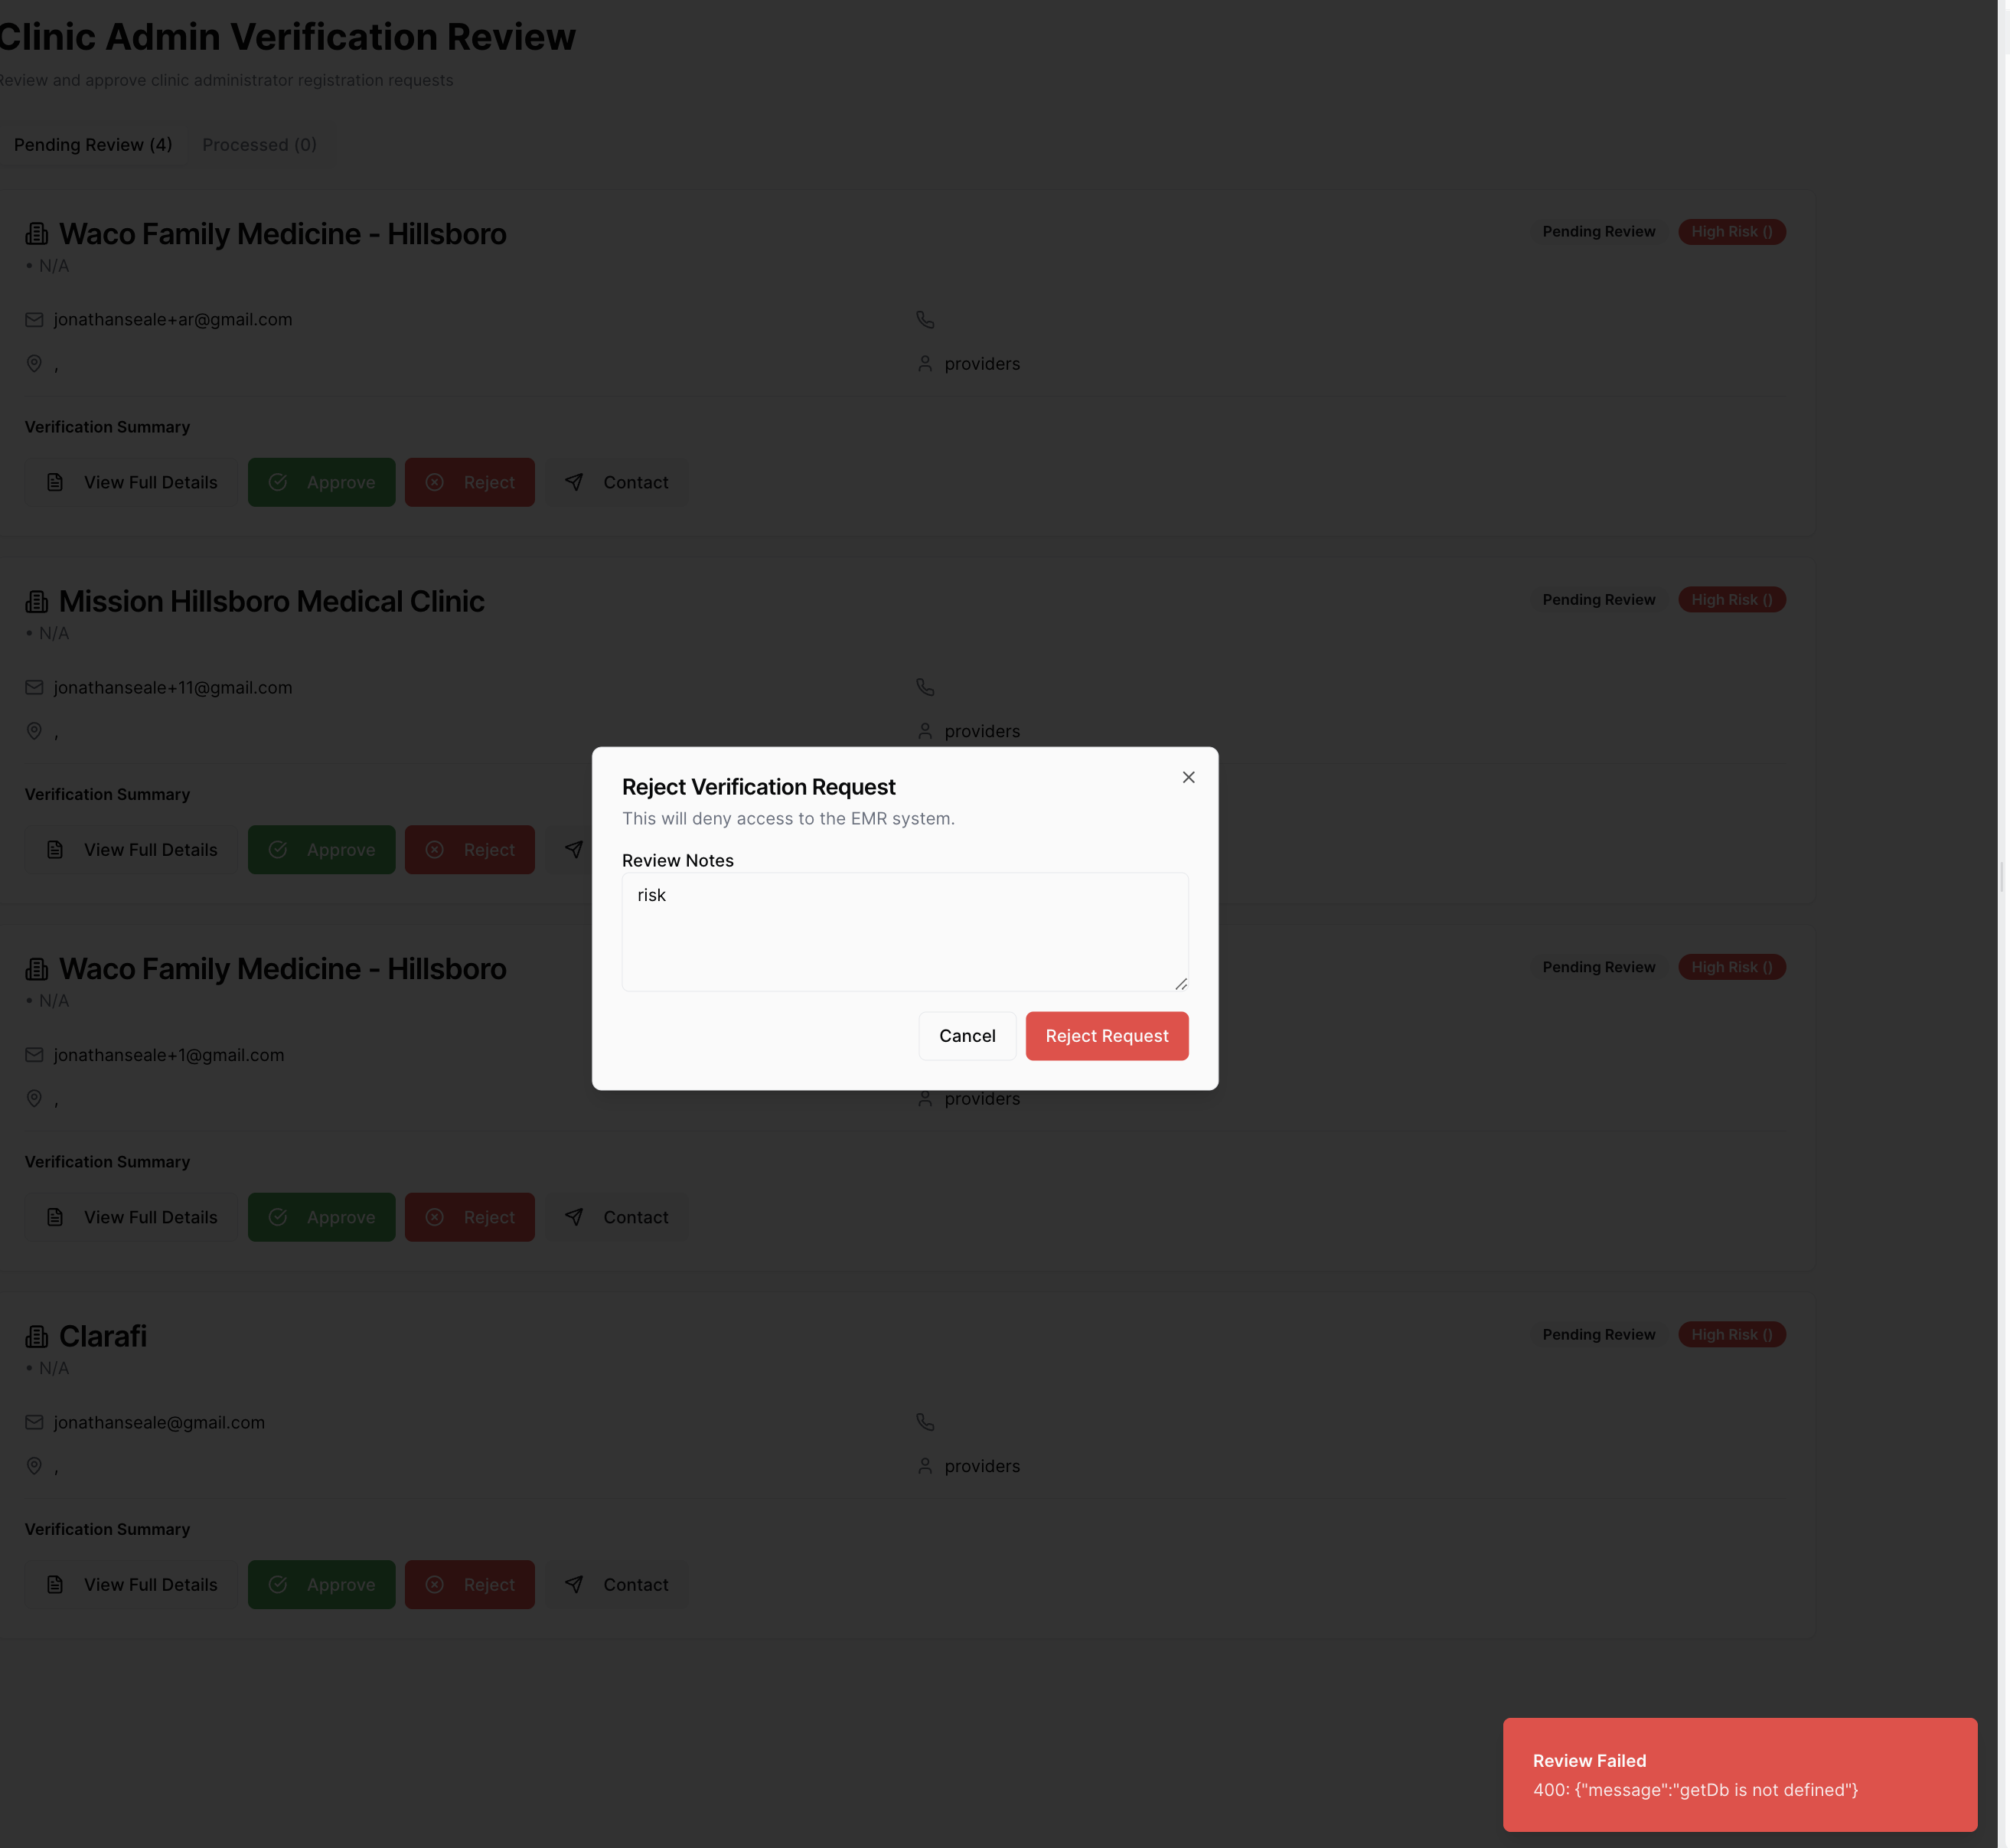 Clinic Admin Verification Review
Review and approve clinic administrator registration requests
Pending Review (4) Processed (0)
Waco Family Medicine - Hillsboro Pending Review High Risk ()
• N/A
jonathanseale+ar@gmail.com
, providers
Verification Summary
View Full Details Approve Reject Contact
Mission Hillsboro Medical Clinic Pending Review High Risk ()
• N/A
jonathanseale+11@gmail.com
, providers
Verification Summary
View Full Details Approve Reject
Reject Verification Request
This will deny access to the EMR system.
Review Notes
risk
Cancel Reject Request
Waco Family Medicine - Hillsboro Pending Review High Risk ()
• N/A
jonathanseale+1@gmail.com
, providers
Verification Summary
View Full Details Approve Reject Contact
Clarafi Pending Review High Risk ()
• N/A
jonathanseale@gmail.com
, providers
Verification Summary
View Full Details Approve Reject Contact
Review Failed
400: {"message":"getDb is not defined"}